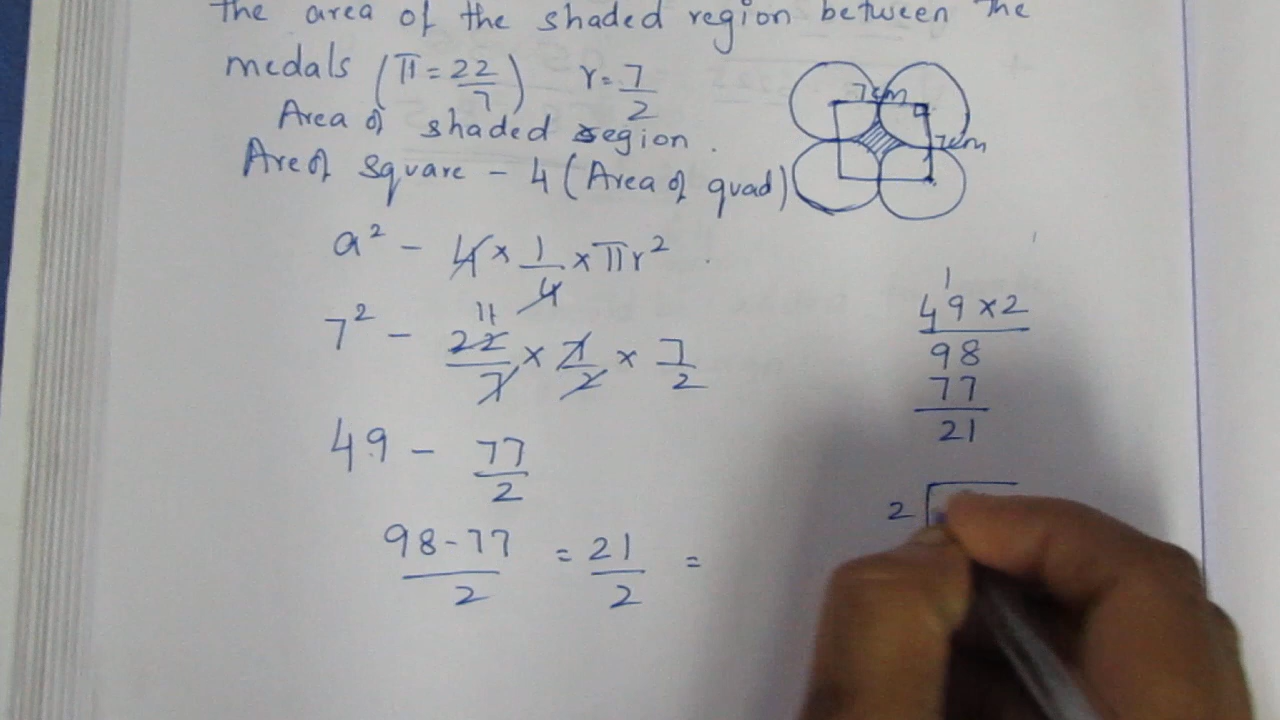 the area of the shaded region between the
medals (π = 22/7) r = 7/2
Area of shaded region.
Are of square - 4 (Area of quad)
7cm
7cm
a² - 4 × 1/4 × πr²
7² - 22/7 × 7/2 × 7/2
11
49 - 77/2
98-77/2 = 21/2 =
1
49 × 2
98
77
21
2